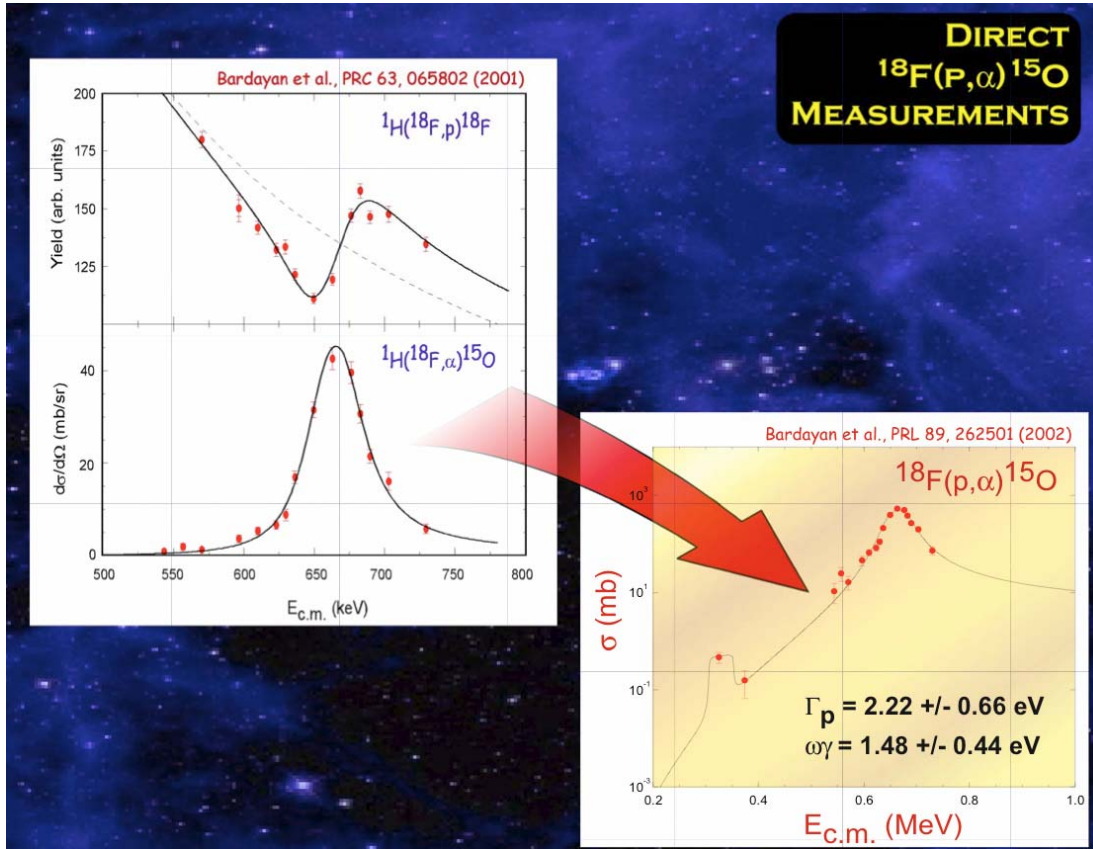 DIRECT
¹⁸F(P,α)¹⁵O
MEASUREMENTS
Bardayan et al., PRC 63, 065802 (2001)
¹H(¹⁸F,p)¹⁸F
Yield (arb. units)
200
175
150
125
¹H(¹⁸F,α)¹⁵O
dσ/dΩ (mb/sr)
40
20
0
500 550 600 650 700 750 800
E_c.m. (keV)
Bardayan et al., PRL 89, 262501 (2002)
¹⁸F(p,α)¹⁵O
σ (mb)
10³
10¹
10⁻¹
10⁻³
Γp = 2.22 +/- 0.66 eV
ωγ = 1.48 +/- 0.44 eV
0.2 0.4 0.6 0.8 1.0
E_c.m. (MeV)